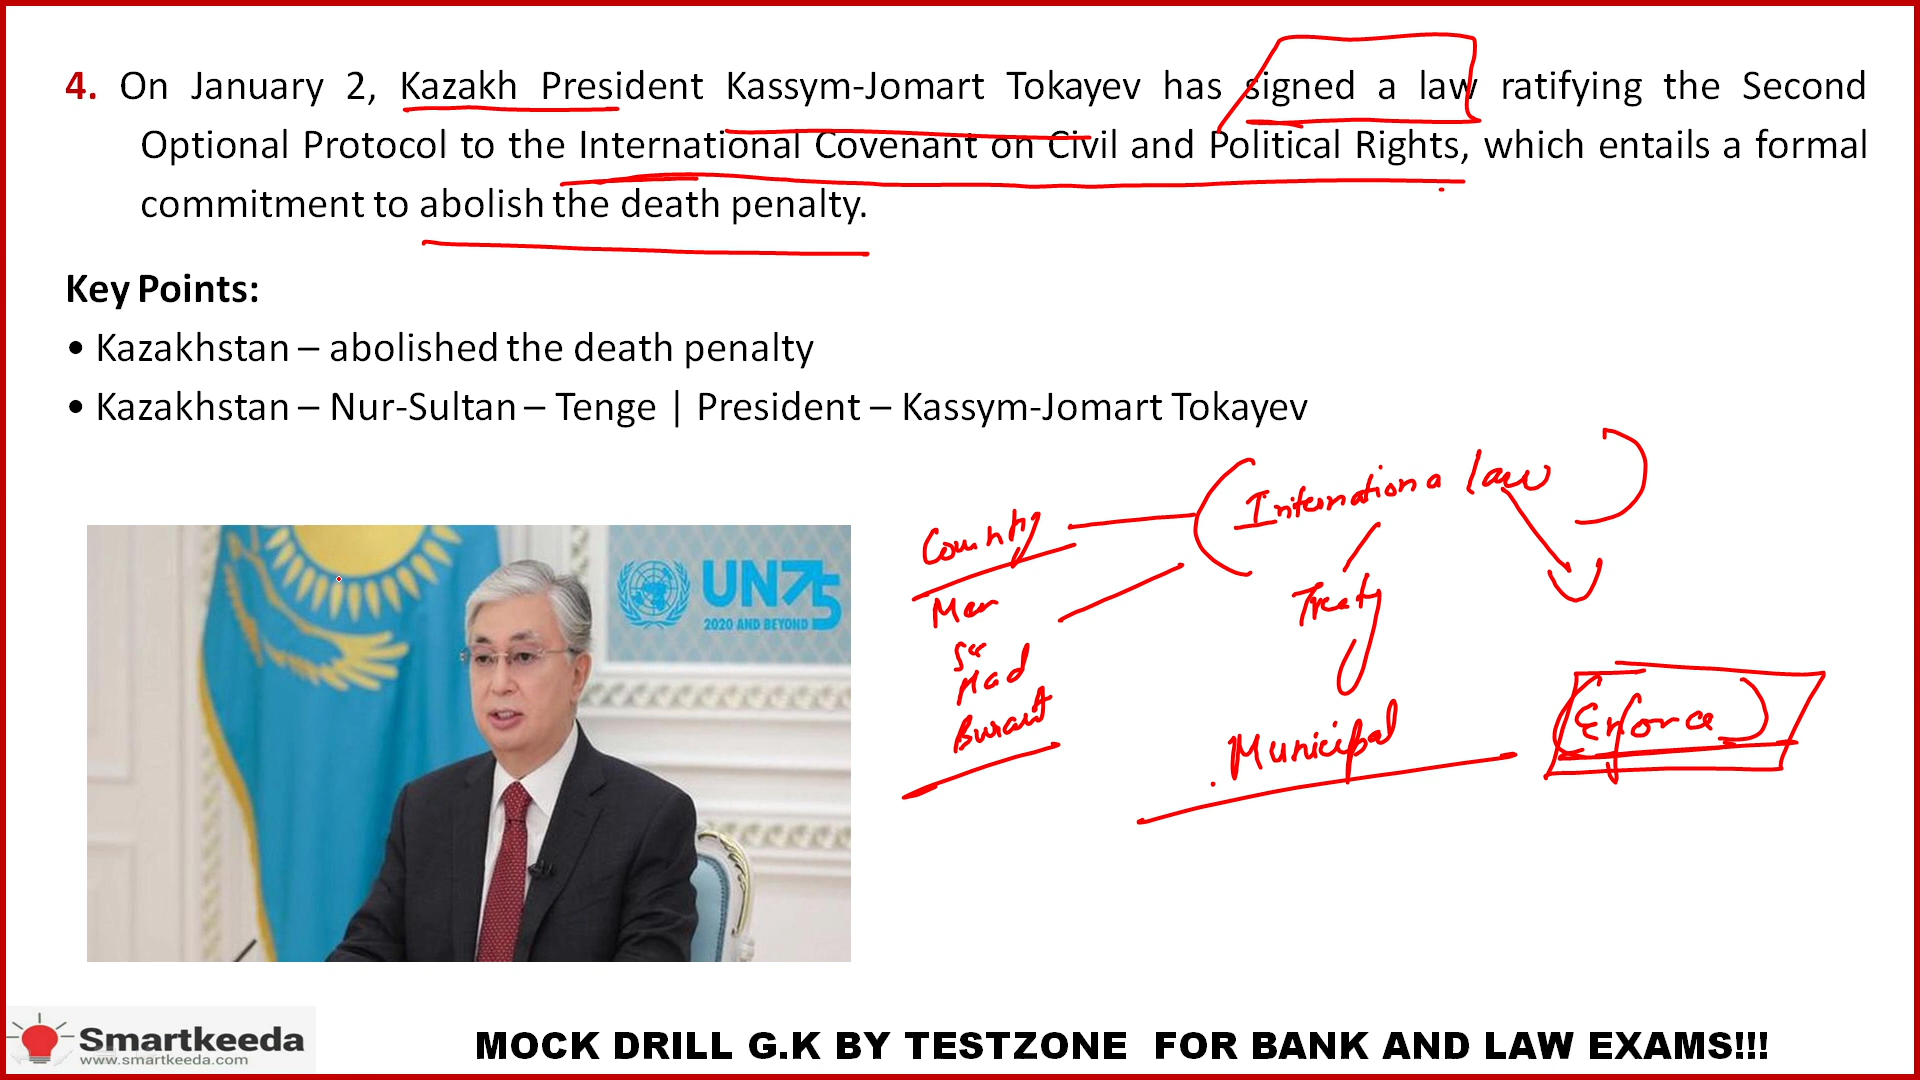 4. On January 2, Kazakh President Kassym-Jomart Tokayev has signed a law ratifying the Second
Optional Protocol to the International Covenant on Civil and Political Rights, which entails a formal
commitment to abolish the death penalty.
Key Points:
• Kazakhstan – abolished the death penalty
• Kazakhstan – Nur-Sultan – Tenge | President – Kassym-Jomart Tokayev
Internationa law
Country
Treaty
Mad
Municipal
Enforce
UN75
2020 AND BEYOND
Smartkeeda
www.smartkeeda.com
MOCK DRILL G.K BY TESTZONE FOR BANK AND LAW EXAMS!!!